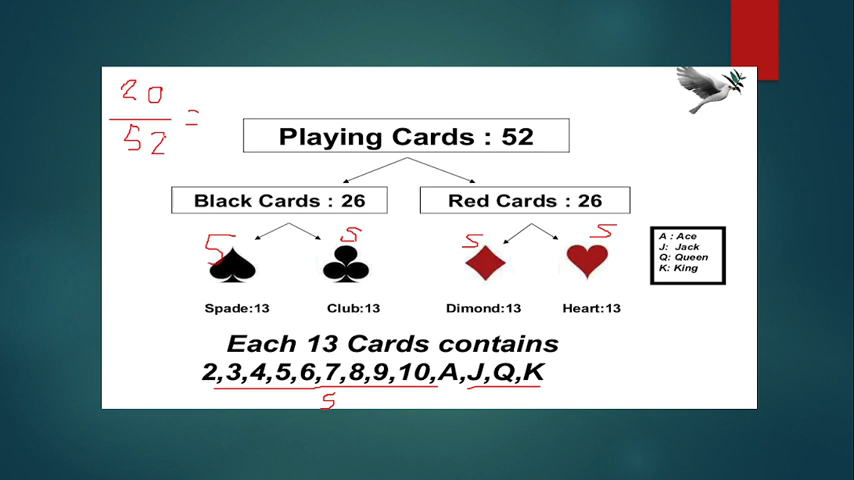 20
52 =
Playing Cards : 52
Black Cards : 26
Red Cards : 26
5 5 5 5
A : Ace
J: Jack
Q: Queen
K: King
Spade:13 Club:13 Dimond:13 Heart:13
Each 13 Cards contains
2,3,4,5,6,7,8,9,10,A,J,Q,K
5